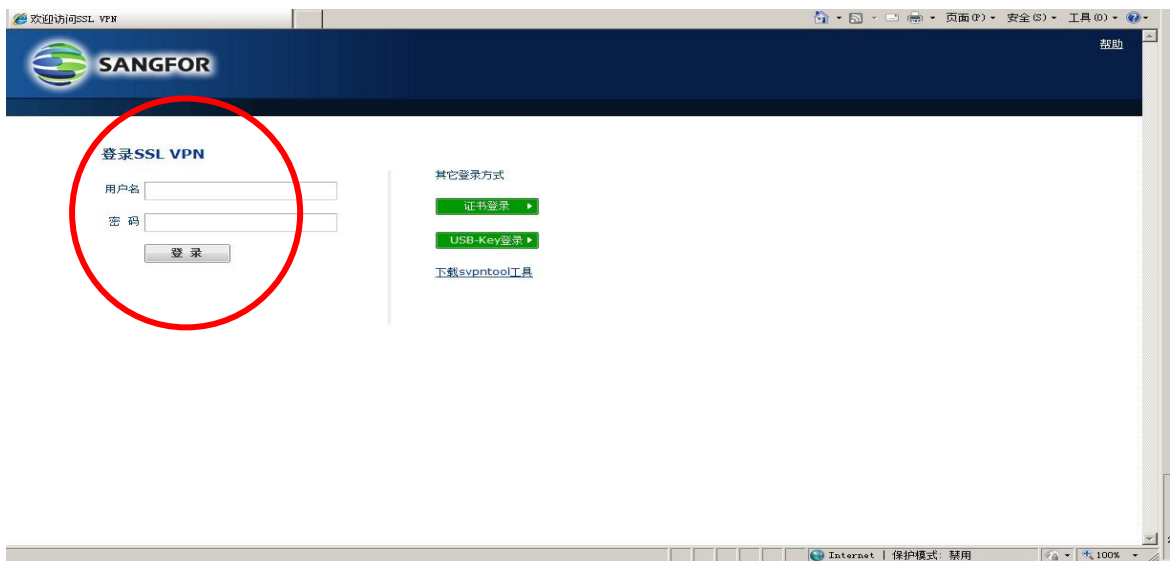 欢迎访问SSL VPN
页面(P) 安全(S) 工具(O)
帮助
SANGFOR
登录SSL VPN
用户名
密 码
登 录
其它登录方式
证书登录
USB-Key登录
下载svpntool工具
Internet | 保护模式: 禁用 100%